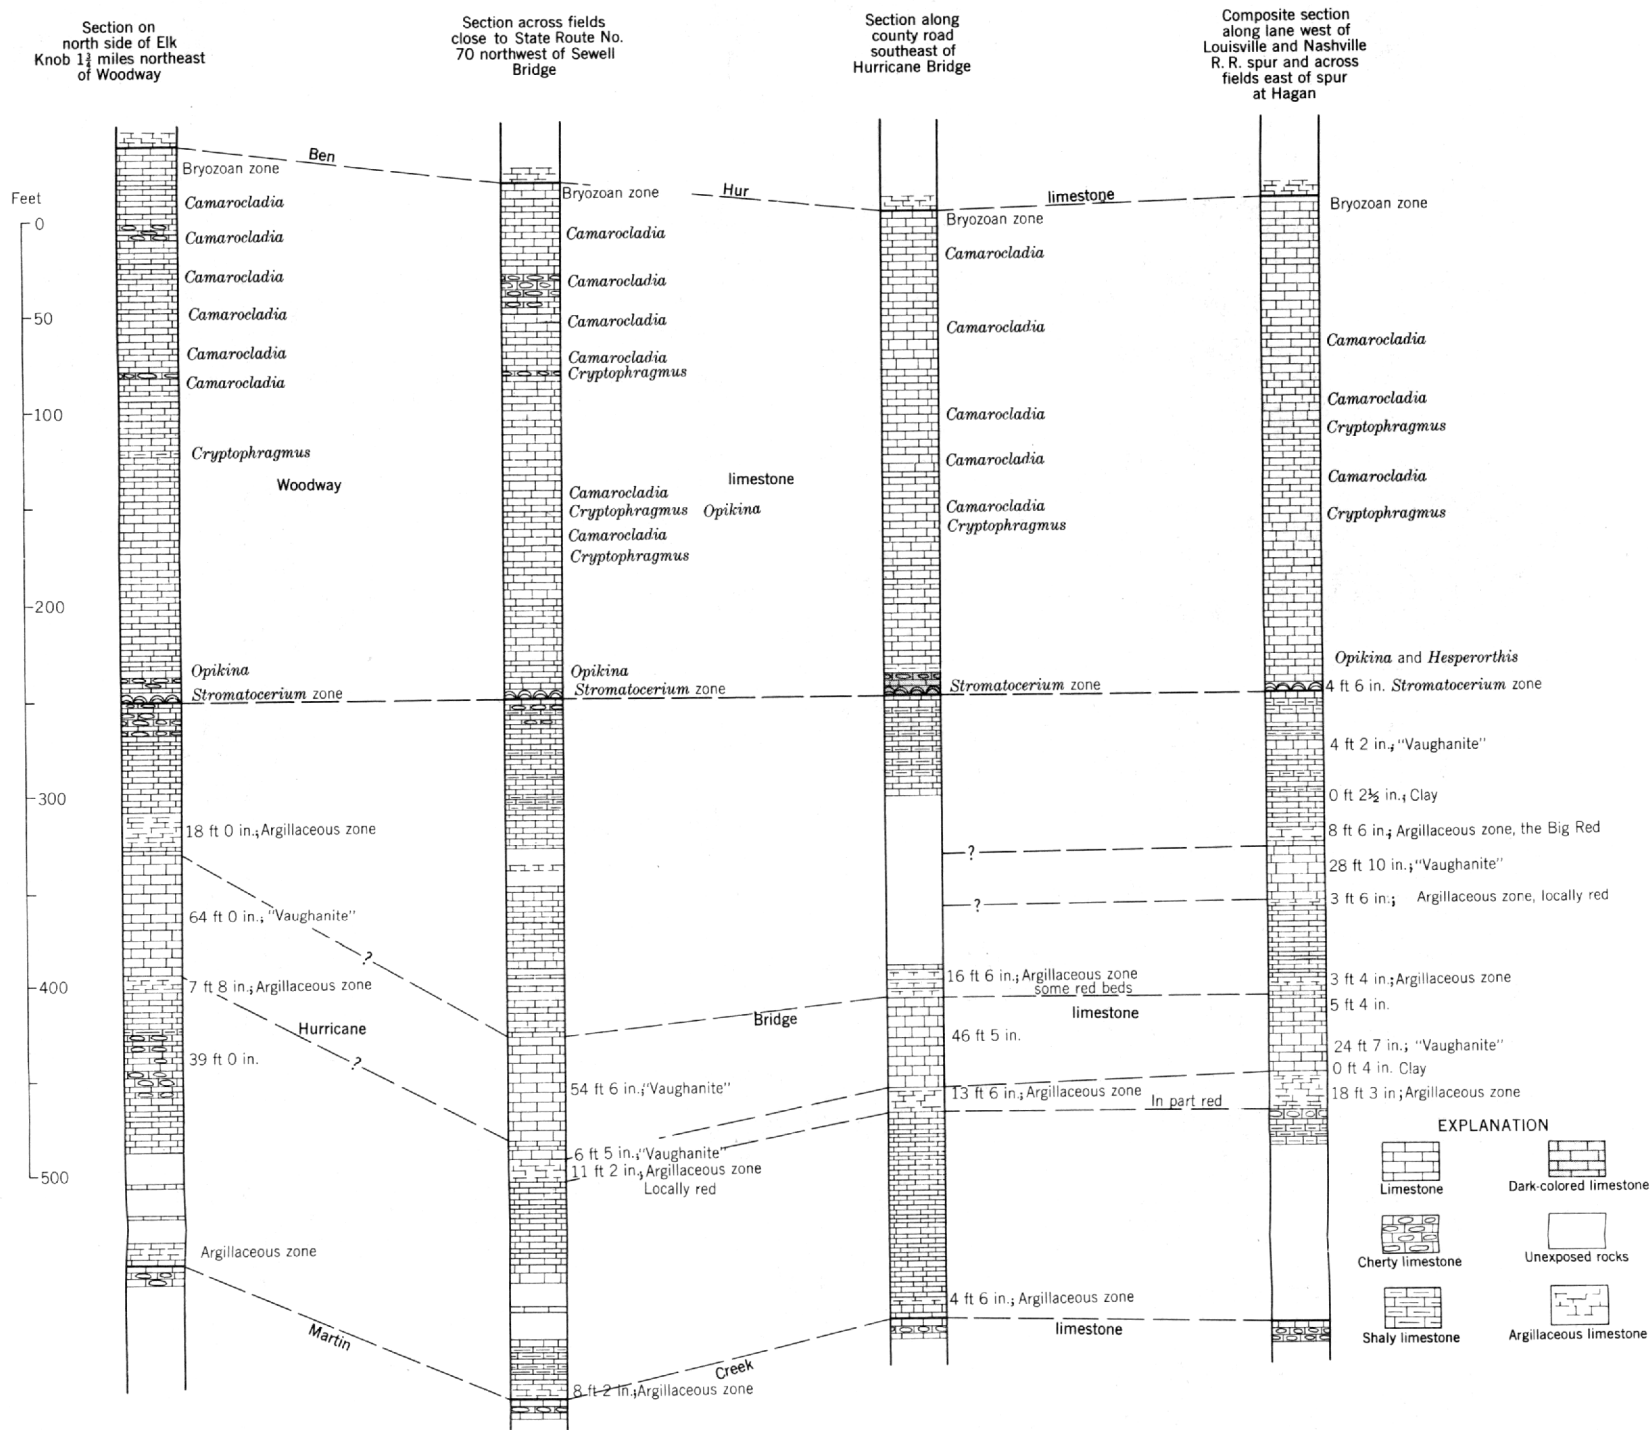 Section on
north side of Elk
Knob 1¾ miles northeast
of Woodway
Section across fields
close to State Route No.
70 northwest of Sewell
Bridge
Section along
county road
southeast of
Hurricane Bridge
Composite section
along lane west of
Louisville and Nashville
R. R. spur and across
fields east of spur
at Hagan
Feet
0
50
100
200
300
400
500
Ben
Hur
limestone
Bryozoan zone
Camarocladia
Camarocladia
Camarocladia
Camarocladia
Camarocladia
Camarocladia
Cryptophragmus
Woodway
Opikina
Stromatocerium zone
18 ft 0 in.; Argillaceous zone
64 ft 0 in.; "Vaughanite"
?
7 ft 8 in.; Argillaceous zone
Hurricane
?
39 ft 0 in.
Argillaceous zone
Martin
Bryozoan zone
Camarocladia
Camarocladia
Camarocladia
Camarocladia
Cryptophragmus
limestone
Camarocladia
Cryptophragmus Opikina
Camarocladia
Cryptophragmus
Opikina
Stromatocerium zone
Bridge
54 ft 6 in.; "Vaughanite"
6 ft 5 in.; "Vaughanite"
11 ft 2 in.; Argillaceous zone
Locally red
Creek
8 ft 2 in.; Argillaceous zone
Bryozoan zone
Camarocladia
Camarocladia
Camarocladia
Camarocladia
Camarocladia
Cryptophragmus
Stromatocerium zone
?
?
16 ft 6 in.; Argillaceous zone
some red beds
limestone
46 ft 5 in.
13 ft 6 in.; Argillaceous zone
In part red
4 ft 6 in.; Argillaceous zone
limestone
Bryozoan zone
Camarocladia
Camarocladia
Cryptophragmus
Camarocladia
Cryptophragmus
Opikina and Hesperorthis
4 ft 6 in. Stromatocerium zone
4 ft 2 in.; "Vaughanite"
0 ft 2½ in.; Clay
8 ft 6 in.; Argillaceous zone, the Big Red
28 ft 10 in.; "Vaughanite"
3 ft 6 in.; Argillaceous zone, locally red
3 ft 4 in.; Argillaceous zone
5 ft 4 in.
24 ft 7 in.; "Vaughanite"
0 ft 4 in. Clay
18 ft 3 in; Argillaceous zone
EXPLANATION
Limestone
Dark-colored limestone
Cherty limestone
Unexposed rocks
Shaly limestone
Argillaceous limestone